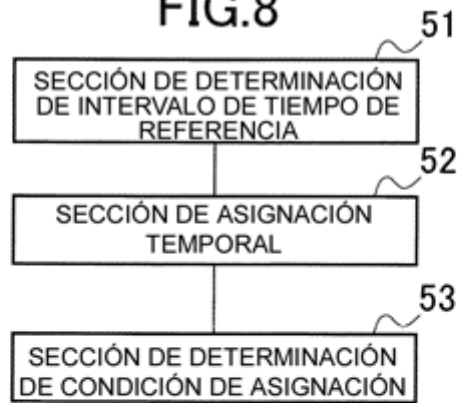 FIG.8
51
SECCIÓN DE DETERMINACIÓN
DE INTERVALO DE TIEMPO DE
REFERENCIA
52
SECCIÓN DE ASIGNACIÓN
TEMPORAL
53
SECCIÓN DE DETERMINACIÓN
DE CONDICIÓN DE ASIGNACIÓN